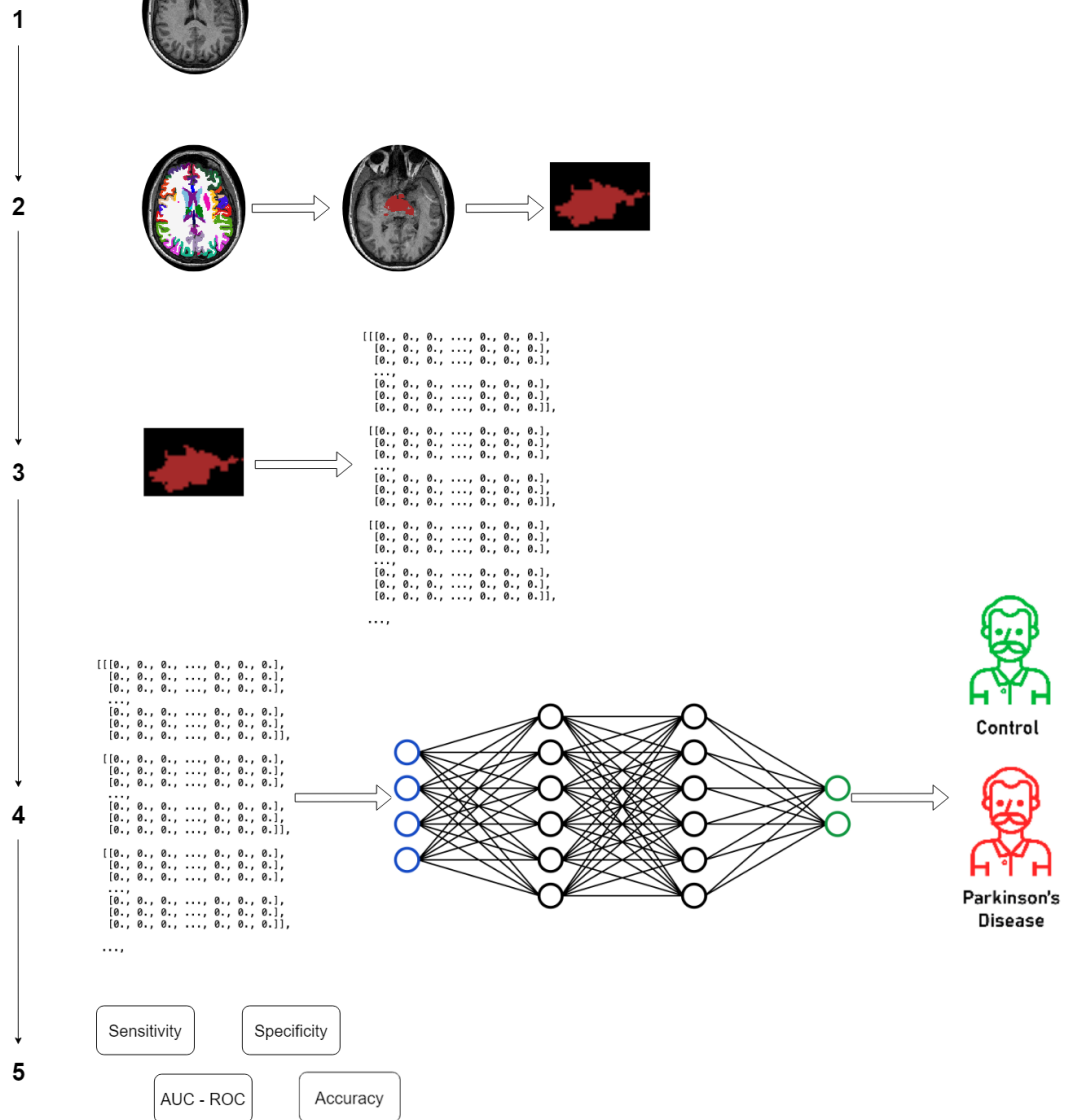 1
2
[[[0., 0., 0., ..., 0., 0., 0.],
[0., 0., 0., ..., 0., 0., 0.],
[0., 0., 0., ..., 0., 0., 0.],
...,
[0., 0., 0., ..., 0., 0., 0.],
[0., 0., 0., ..., 0., 0., 0.],
[0., 0., 0., ..., 0., 0., 0.]],
[[0., 0., 0., ..., 0., 0., 0.],
[0., 0., 0., ..., 0., 0., 0.],
[0., 0., 0., ..., 0., 0., 0.],
...,
[0., 0., 0., ..., 0., 0., 0.],
[0., 0., 0., ..., 0., 0., 0.],
[0., 0., 0., ..., 0., 0., 0.]],
[[0., 0., 0., ..., 0., 0., 0.],
[0., 0., 0., ..., 0., 0., 0.],
[0., 0., 0., ..., 0., 0., 0.],
...,
[0., 0., 0., ..., 0., 0., 0.],
[0., 0., 0., ..., 0., 0., 0.],
[0., 0., 0., ..., 0., 0., 0.]],
...,
3
[[[0., 0., 0., ..., 0., 0., 0.],
[0., 0., 0., ..., 0., 0., 0.],
[0., 0., 0., ..., 0., 0., 0.],
...,
[0., 0., 0., ..., 0., 0., 0.],
[0., 0., 0., ..., 0., 0., 0.],
[0., 0., 0., ..., 0., 0., 0.]],
[[0., 0., 0., ..., 0., 0., 0.],
[0., 0., 0., ..., 0., 0., 0.],
[0., 0., 0., ..., 0., 0., 0.],
...,
[0., 0., 0., ..., 0., 0., 0.],
[0., 0., 0., ..., 0., 0., 0.],
[0., 0., 0., ..., 0., 0., 0.]],
[[0., 0., 0., ..., 0., 0., 0.],
[0., 0., 0., ..., 0., 0., 0.],
[0., 0., 0., ..., 0., 0., 0.],
...,
[0., 0., 0., ..., 0., 0., 0.],
[0., 0., 0., ..., 0., 0., 0.],
[0., 0., 0., ..., 0., 0., 0.]],
...,
4
Control
Parkinson's
Disease
Sensitivity
Specificity
5
AUC - ROC
Accuracy